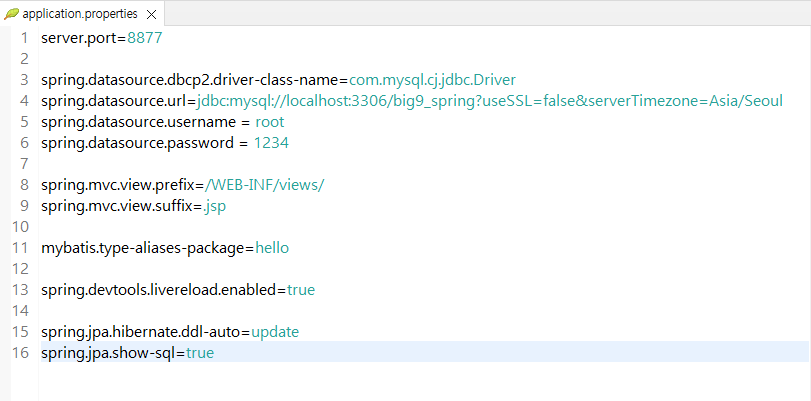 application.properties
1 server.port=8877
2
3 spring.datasource.dbcp2.driver-class-name=com.mysql.cj.jdbc.Driver
4 spring.datasource.url=jdbc:mysql://localhost:3306/big9_spring?useSSL=false&serverTimezone=Asia/Seoul
5 spring.datasource.username = root
6 spring.datasource.password = 1234
7
8 spring.mvc.view.prefix=/WEB-INF/views/
9 spring.mvc.view.suffix=.jsp
10
11 mybatis.type-aliases-package=hello
12
13 spring.devtools.livereload.enabled=true
14
15 spring.jpa.hibernate.ddl-auto=update
16 spring.jpa.show-sql=true